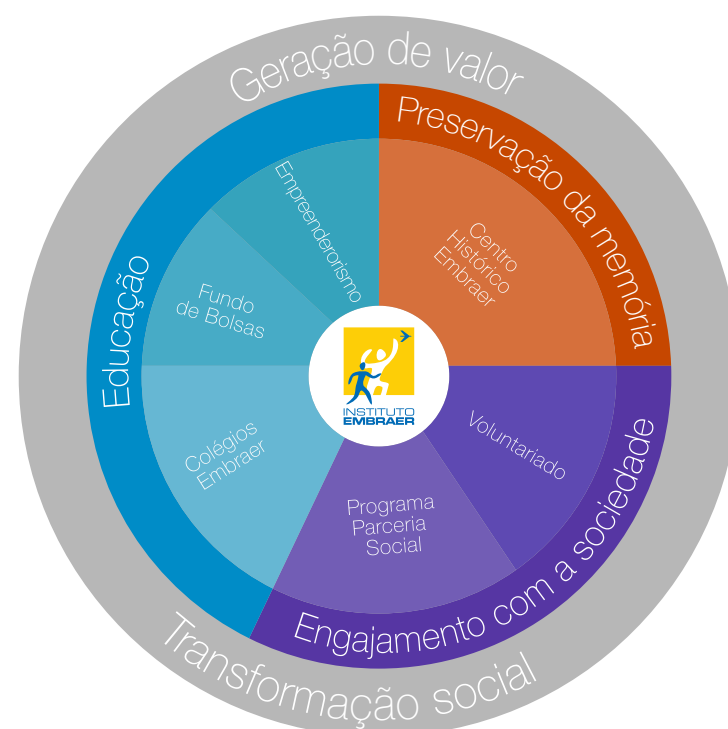 Geração de valor
Preservação da memória
Centro
Histórico
Embraer
Educação
Empreenderorismo
Fundo
de Bolsas
Colégios
Embraer
INSTITUTO
EMBRAER
Voluntariado
Programa
Parceria
Social
Engajamento com a sociedade
Transformação social